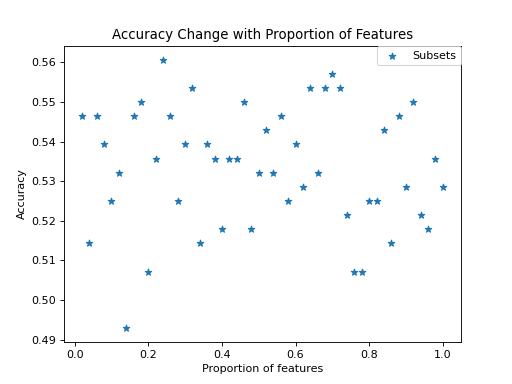 Accuracy Change with Proportion of Features
Subsets
Accuracy
0.56
0.55
0.54
0.53
0.52
0.51
0.50
0.49
0.0 0.2 0.4 0.6 0.8 1.0
Proportion of features